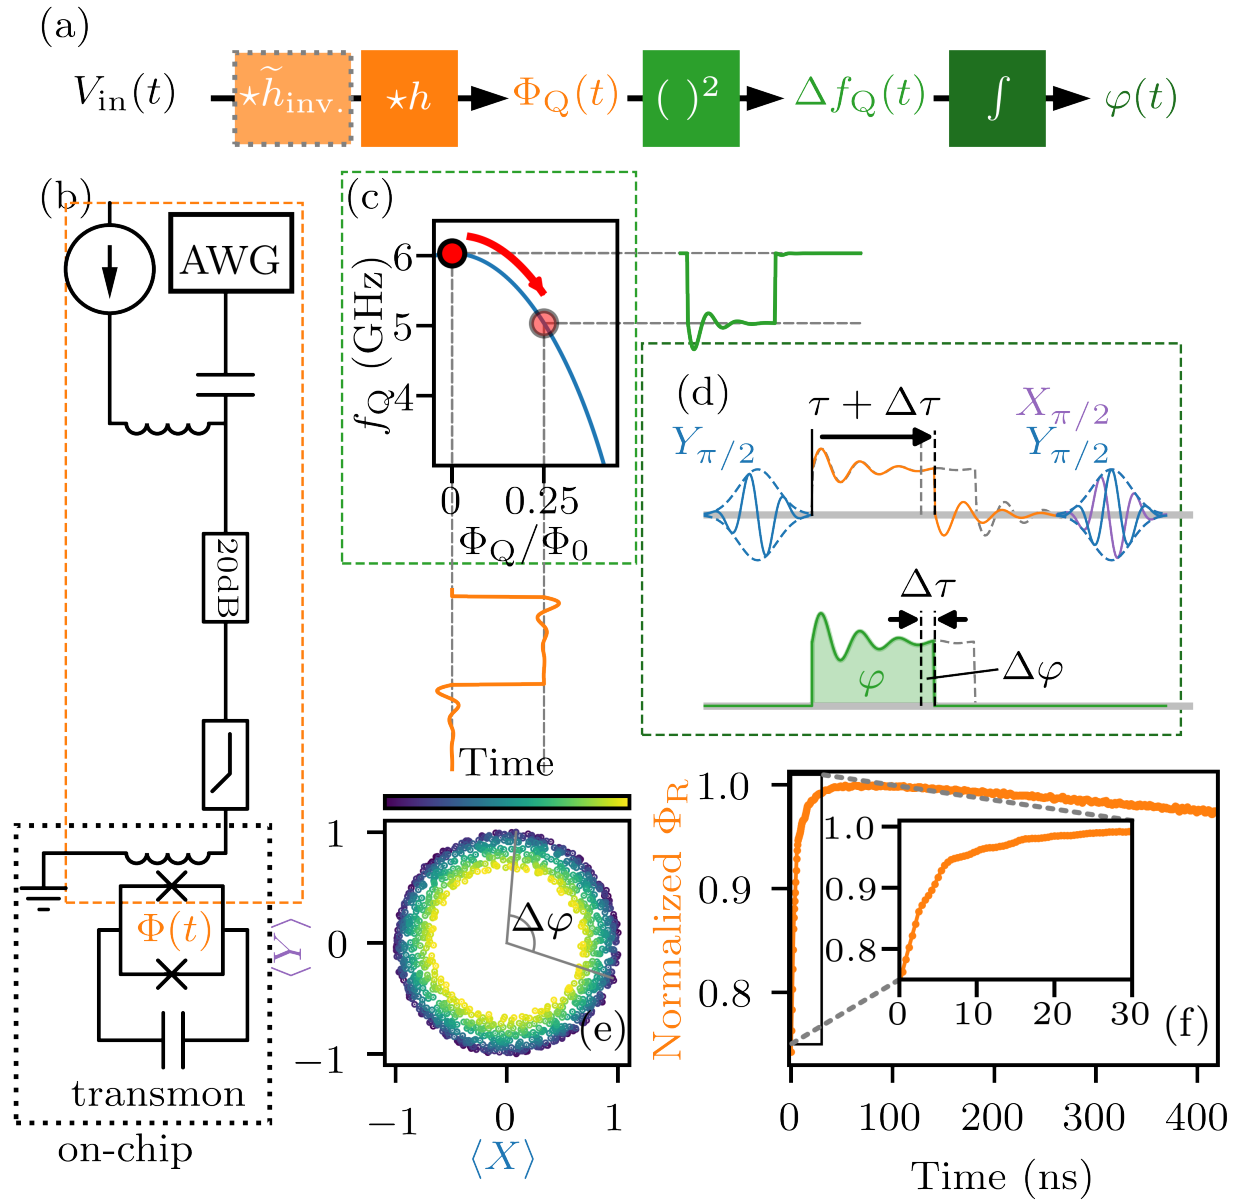 (a)
V_in(t) ⋆h̃_inv. ⋆h Φ_Q(t) ( )² Δf_Q(t) ∫ φ(t)
(b)
AWG
20dB
Φ(t)
transmon
on-chip
(c)
f_Q (GHz)
6
5
4
0 0.25
Φ_Q/Φ_0
Time
(d)
τ + Δτ
Y_π/2
X_π/2
Y_π/2
Δτ
φ
Δφ
⟨Y⟩
1
0
−1
Δφ
(e)
−1 0 1
⟨X⟩
Normalized Φ_R
1.0
0.9
0.8
1.0
0.9
0.8
0 10 20 30
(f)
0 100 200 300 400
Time (ns)